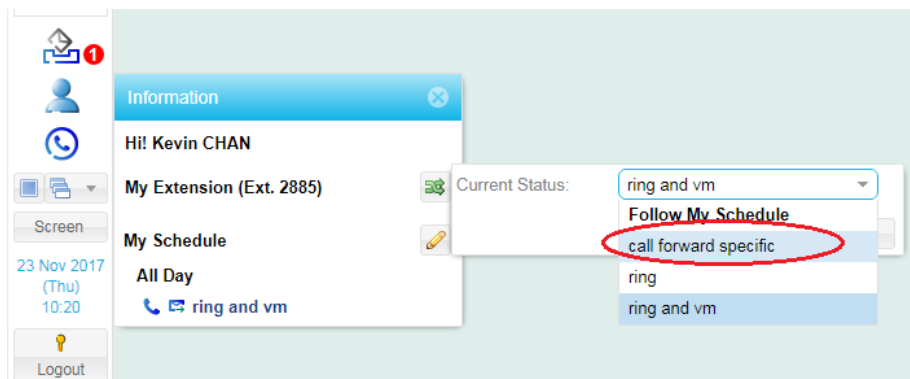 1
Screen
23 Nov 2017
(Thu)
10:20
Logout
Information
Hi! Kevin CHAN
My Extension (Ext. 2885)
My Schedule
All Day
ring and vm
Current Status:
ring and vm
Follow My Schedule
call forward specific
ring
ring and vm